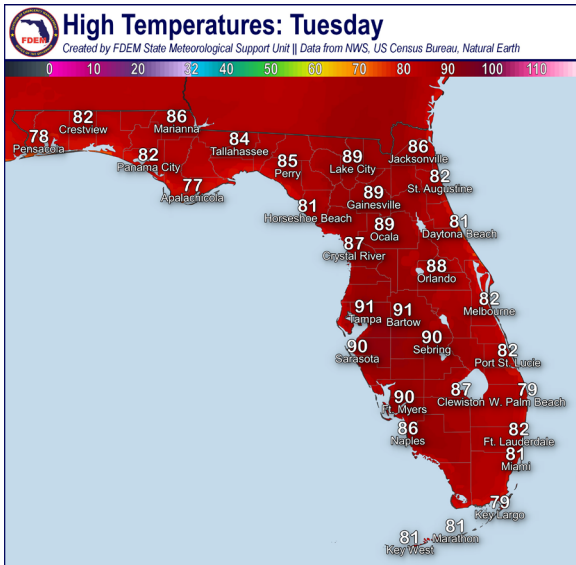 FDEM
High Temperatures: Tuesday
Created by FDEM State Meteorological Support Unit || Data from NWS, US Census Bureau, Natural Earth
0 10 20 32 40 50 60 70 80 90 100 110
82
Crestview
86
Marianna
78
Pensacola
82
Panama City
84
Tallahassee
77
Apalachicola
85
Perry
89
Lake City
86
Jacksonville
82
St. Augustine
89
Gainesville
81
Horseshoe Beach
89
Ocala
81
Daytona Beach
87
Crystal River
88
Orlando
82
Melbourne
91
Tampa
91
Bartow
90
Sarasota
90
Sebring
82
Port St. Lucie
90
Ft. Myers
87
Clewiston
79
W. Palm Beach
86
Naples
82
Ft. Lauderdale
81
Miami
79
Key Largo
81
Marathon
81
Key West